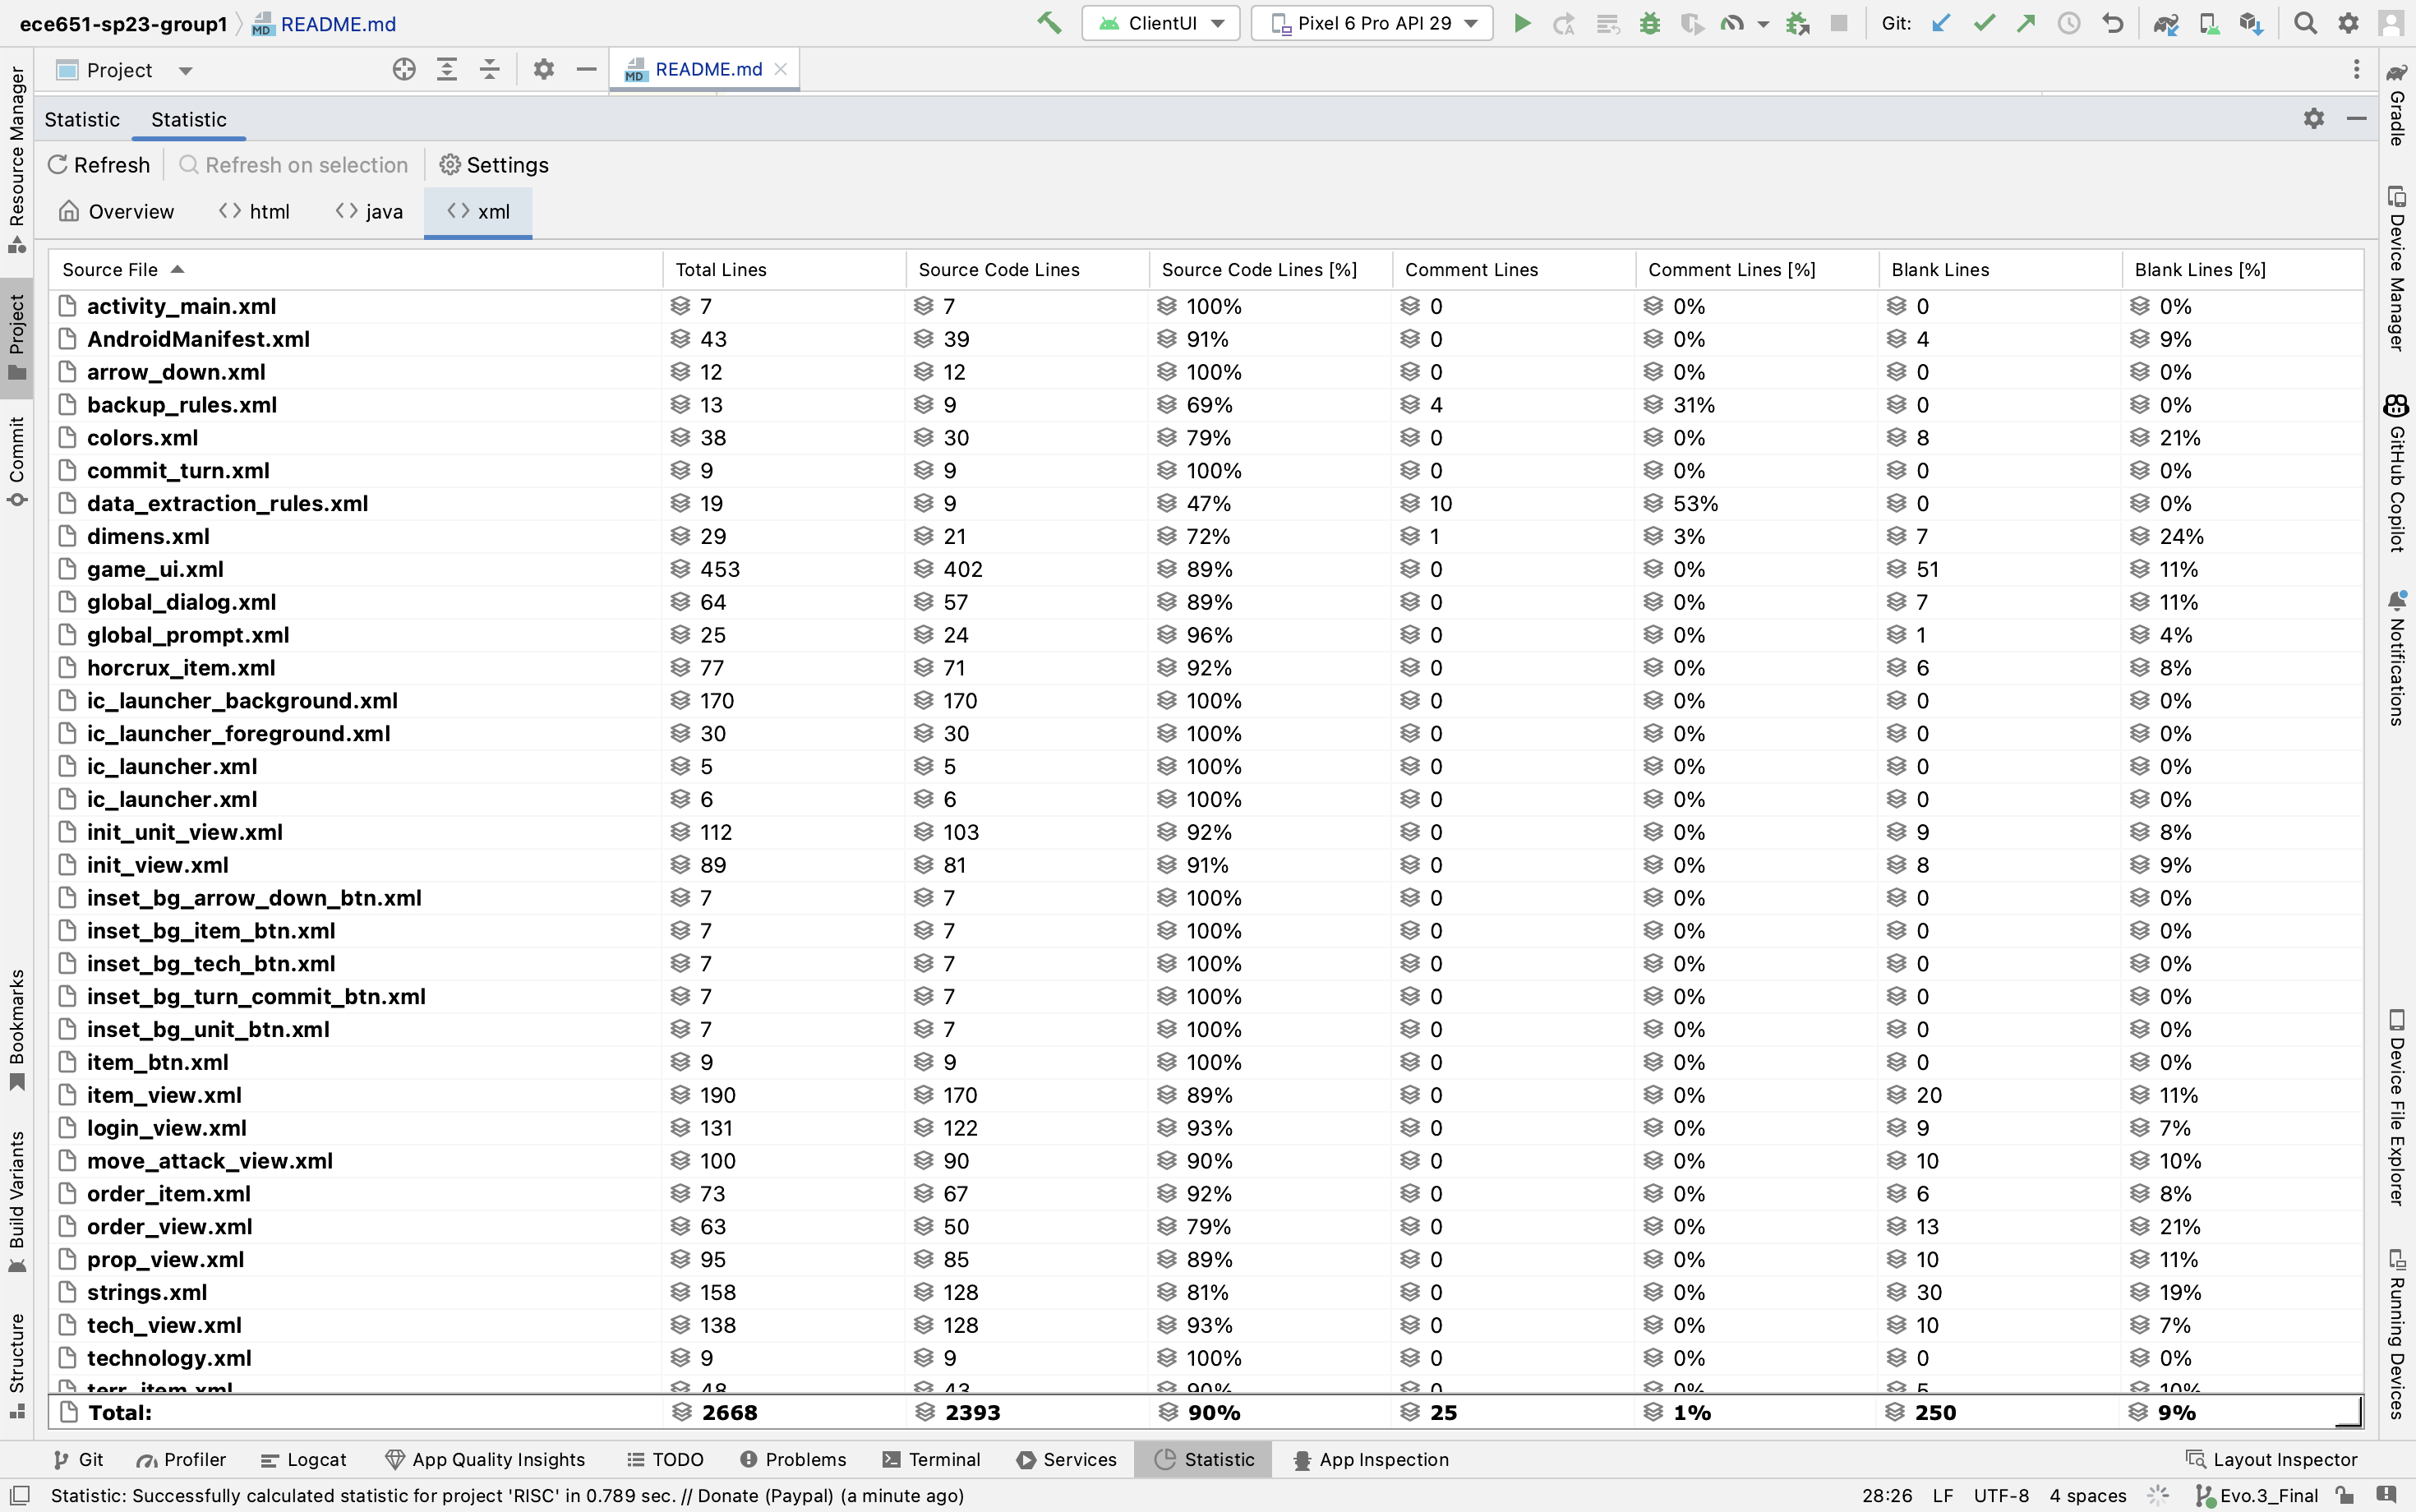 ece651-sp23-group1 README.md ClientUI Pixel 6 Pro API 29 Git:
Project README.md
Statistic Statistic
Refresh Refresh on selection Settings
Overview html java xml
Source File Total Lines Source Code Lines Source Code Lines [%] Comment Lines Comment Lines [%] Blank Lines Blank Lines [%]
activity_main.xml 7 7 100% 0 0% 0 0%
AndroidManifest.xml 43 39 91% 0 0% 4 9%
arrow_down.xml 12 12 100% 0 0% 0 0%
backup_rules.xml 13 9 69% 4 31% 0 0%
colors.xml 38 30 79% 0 0% 8 21%
commit_turn.xml 9 9 100% 0 0% 0 0%
data_extraction_rules.xml 19 9 47% 10 53% 0 0%
dimens.xml 29 21 72% 1 3% 7 24%
game_ui.xml 453 402 89% 0 0% 51 11%
global_dialog.xml 64 57 89% 0 0% 7 11%
global_prompt.xml 25 24 96% 0 0% 1 4%
horcrux_item.xml 77 71 92% 0 0% 6 8%
ic_launcher_background.xml 170 170 100% 0 0% 0 0%
ic_launcher_foreground.xml 30 30 100% 0 0% 0 0%
ic_launcher.xml 5 5 100% 0 0% 0 0%
ic_launcher.xml 6 6 100% 0 0% 0 0%
init_unit_view.xml 112 103 92% 0 0% 9 8%
init_view.xml 89 81 91% 0 0% 8 9%
inset_bg_arrow_down_btn.xml 7 7 100% 0 0% 0 0%
inset_bg_item_btn.xml 7 7 100% 0 0% 0 0%
inset_bg_tech_btn.xml 7 7 100% 0 0% 0 0%
inset_bg_turn_commit_btn.xml 7 7 100% 0 0% 0 0%
inset_bg_unit_btn.xml 7 7 100% 0 0% 0 0%
item_btn.xml 9 9 100% 0 0% 0 0%
item_view.xml 190 170 89% 0 0% 20 11%
login_view.xml 131 122 93% 0 0% 9 7%
move_attack_view.xml 100 90 90% 0 0% 10 10%
order_item.xml 73 67 92% 0 0% 6 8%
order_view.xml 63 50 79% 0 0% 13 21%
prop_view.xml 95 85 89% 0 0% 10 11%
strings.xml 158 128 81% 0 0% 30 19%
tech_view.xml 138 128 93% 0 0% 10 7%
technology.xml 9 9 100% 0 0% 0 0%
terr_item.xml 48 43 90% 0 0% 5 10%
Total: 2668 2393 90% 25 1% 250 9%
Git Profiler Logcat App Quality Insights TODO Problems Terminal Services Statistic App Inspection Layout Inspector
Statistic: Successfully calculated statistic for project 'RISC' in 0.789 sec. // Donate (Paypal) (a minute ago) 28:26 LF UTF-8 4 spaces Evo.3_Final
Resource Manager
Project
Commit
Bookmarks
Build Variants
Structure
Gradle
Device Manager
GitHub Copilot
Notifications
Device File Explorer
Running Devices